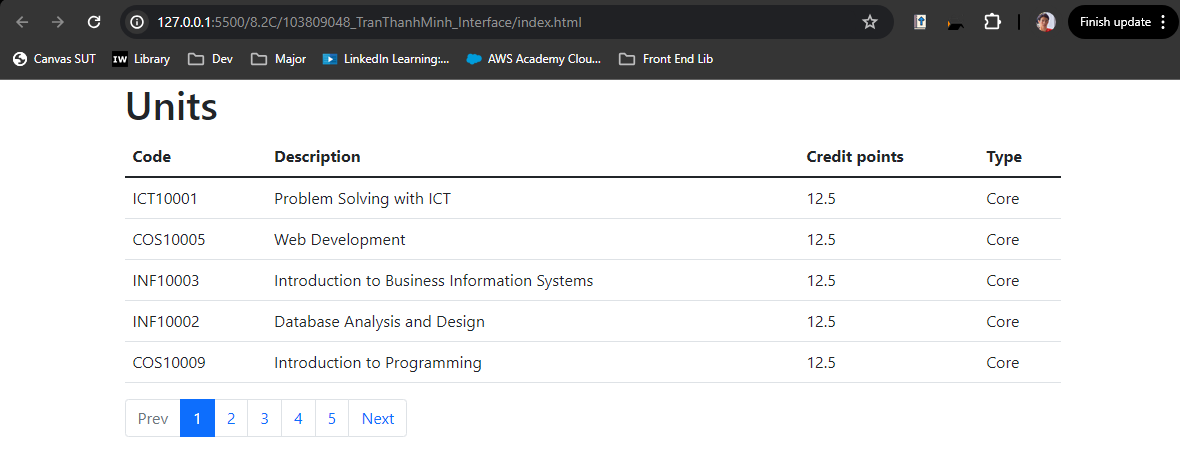 127.0.0.1:5500/8.2C/103809048_TranThanhMinh_Interface/index.html Finish update
Canvas SUT IW Library Dev Major LinkedIn Learning:... AWS Academy Clou... Front End Lib
Units
Code Description Credit points Type
ICT10001 Problem Solving with ICT 12.5 Core
COS10005 Web Development 12.5 Core
INF10003 Introduction to Business Information Systems 12.5 Core
INF10002 Database Analysis and Design 12.5 Core
COS10009 Introduction to Programming 12.5 Core
Prev 1 2 3 4 5 Next